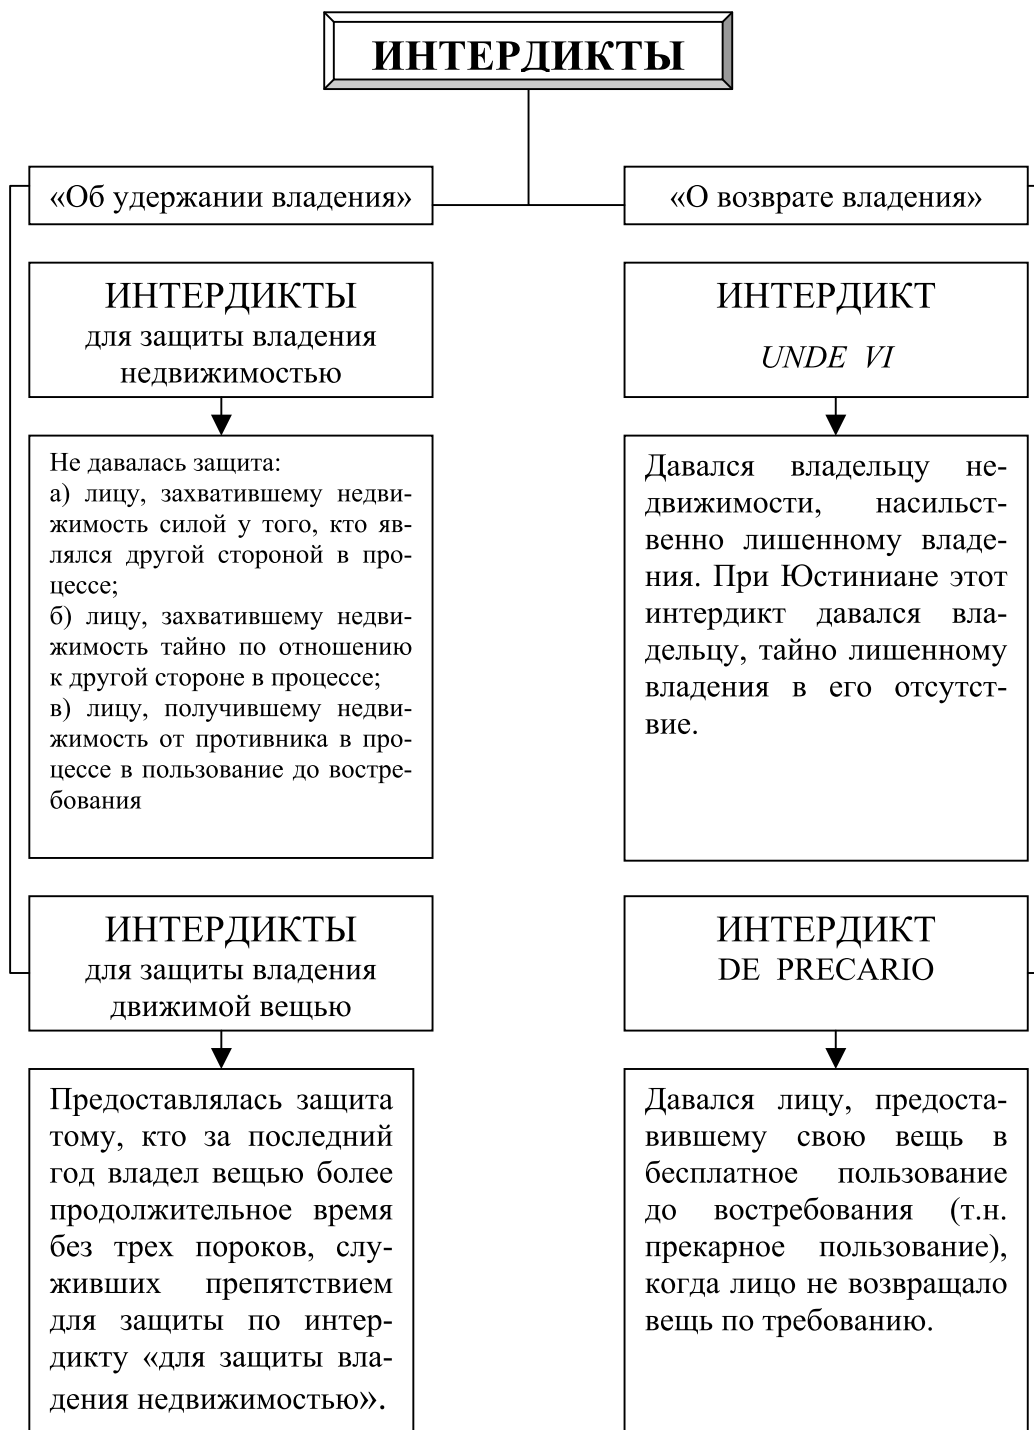 ИНТЕРДИКТЫ
«Об удержании владения»
«О возврате владения»
ИНТЕРДИКТЫ
для защиты владения
недвижимостью
ИНТЕРДИКТ
UNDE VI
Не давалась защита:
а) лицу, захватившему недви-
жимость силой у того, кто яв-
лялся другой стороной в про-
цессе;
б) лицу, захватившему недви-
жимость тайно по отношению
к другой стороне в процессе;
в) лицу, получившему недви-
жимость от противника в про-
цессе в пользование до востре-
бования
Давался владельцу не-
движимости, насильст-
венно лишенному владе-
ния. При Юстиниане этот
интердикт давался вла-
дельцу, тайно лишенному
владения в его отсутст-
вие.
ИНТЕРДИКТЫ
для защиты владения
движимой вещью
ИНТЕРДИКТ
DE PRECARIO
Предоставлялась защита
тому, кто за последний
год владел вещью более
продолжительное время
без трех пороков, слу-
живших препятствием
для защиты по интер-
дикту «для защиты вла-
дения недвижимостью».
Давался лицу, предоста-
вившему свою вещь в
бесплатное пользование
до востребования (т.н.
прекарное пользование),
когда лицо не возвращало
вещь по требованию.